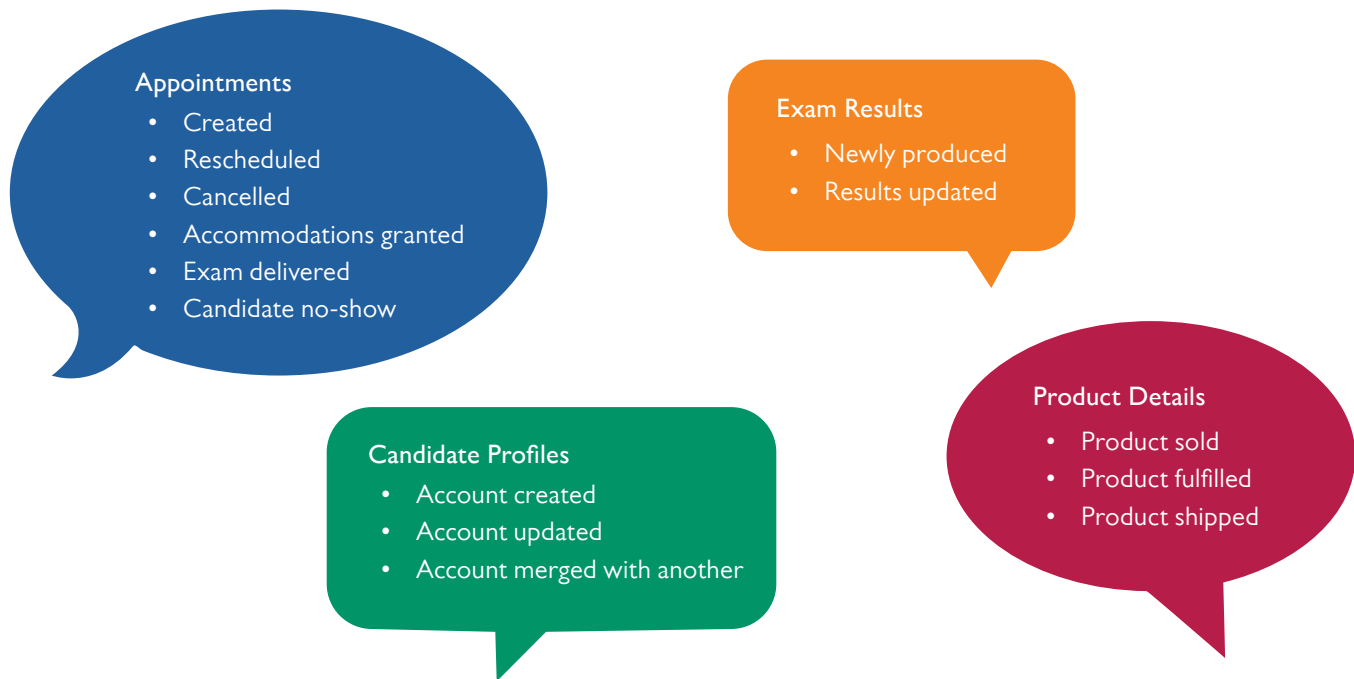 Appointments
• Created
• Rescheduled
• Cancelled
• Accommodations granted
• Exam delivered
• Candidate no-show
Exam Results
• Newly produced
• Results updated
Candidate Profiles
• Account created
• Account updated
• Account merged with another
Product Details
• Product sold
• Product fulfilled
• Product shipped